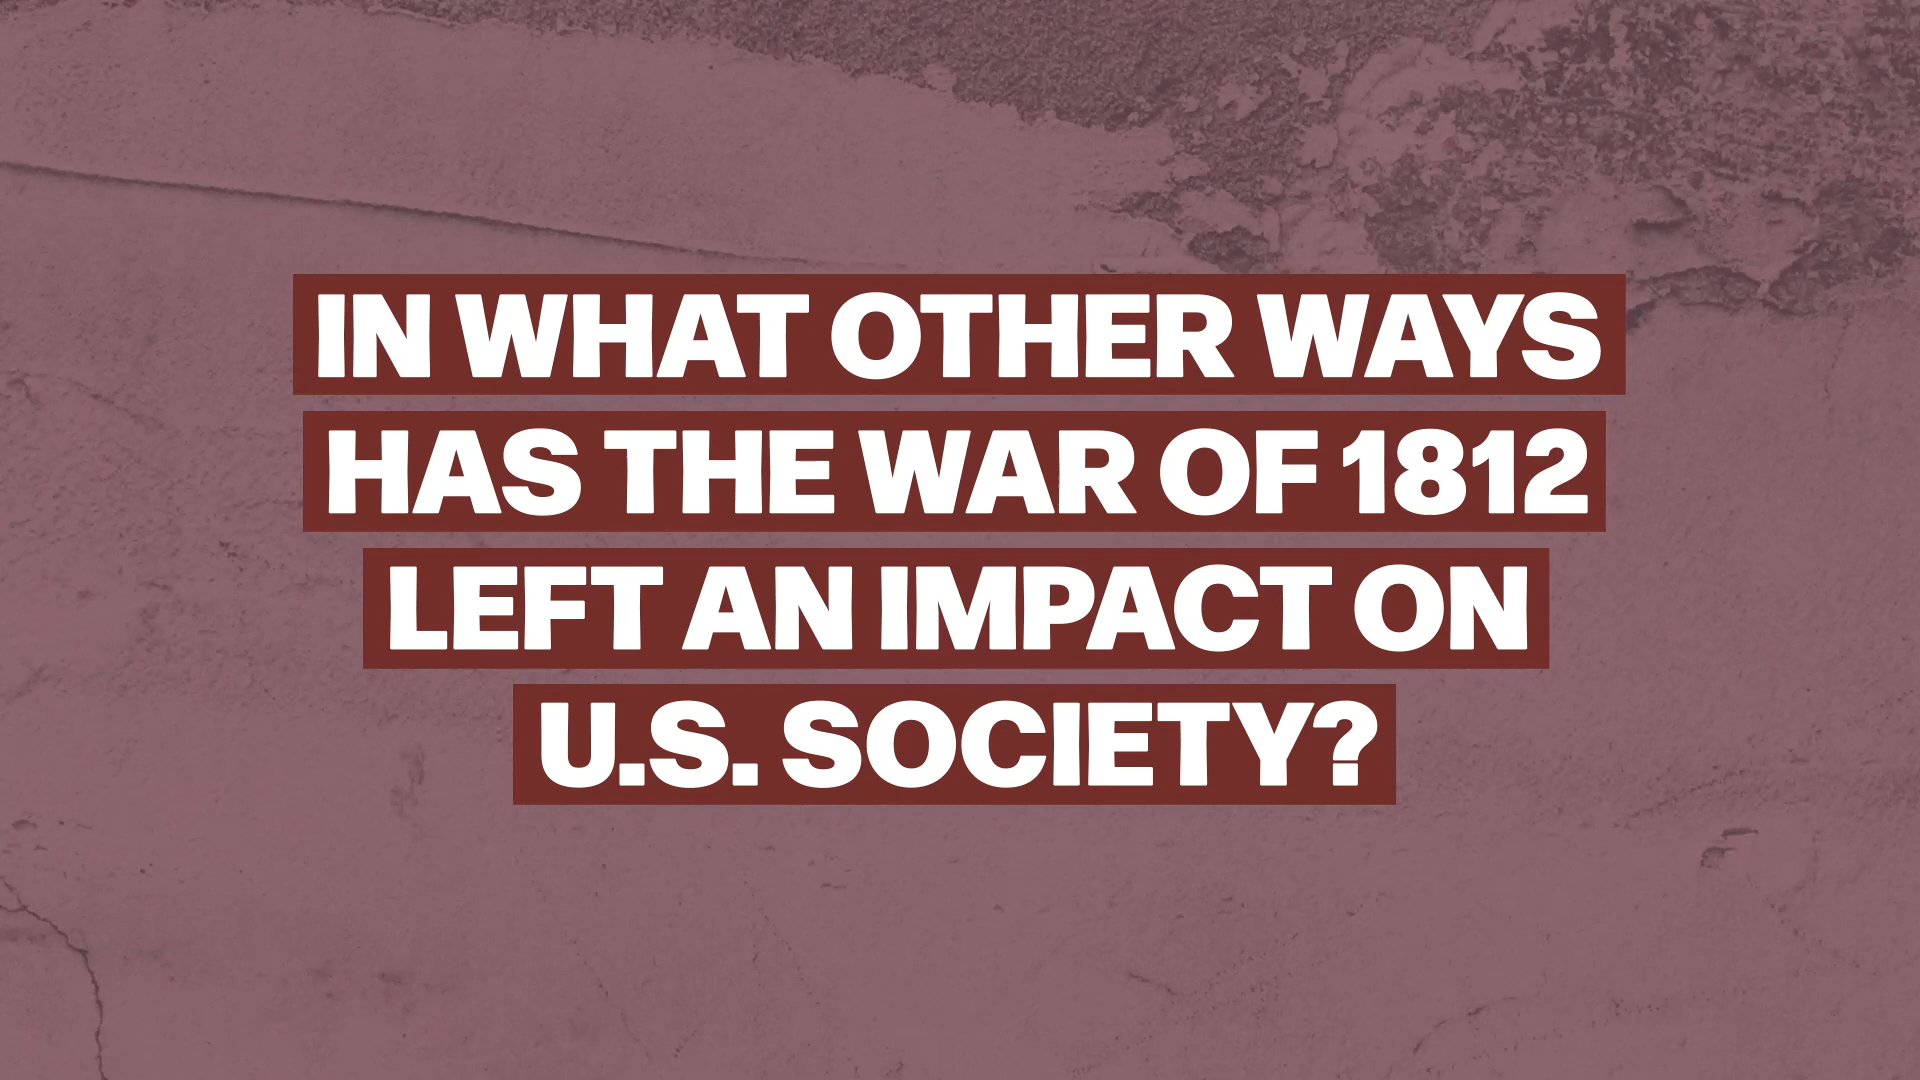 IN WHAT OTHER WAYS
HAS THE WAR OF 1812
LEFT AN IMPACT ON
U.S. SOCIETY?